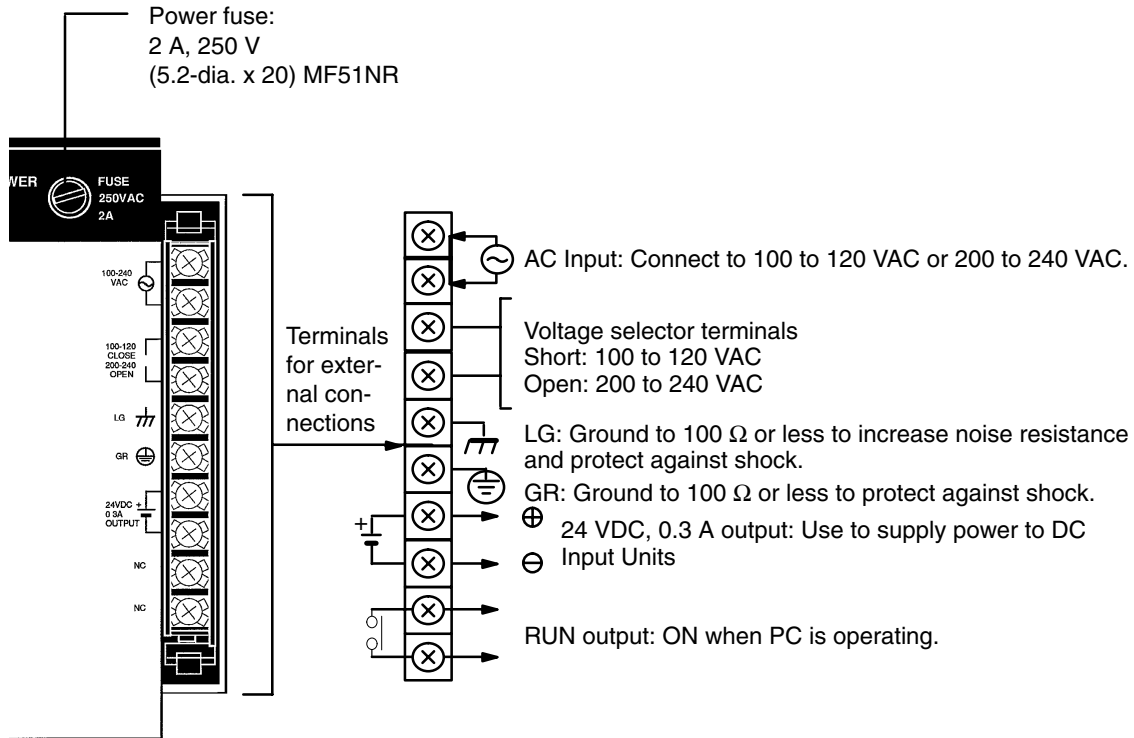 Power fuse:
2 A, 250 V
(5.2-dia. x 20) MF51NR
WER
FUSE
250VAC
2A
100-240
VAC
100-120
CLOSE
200-240
OPEN
LG
GR
24VDC +
0.3A
OUTPUT
NC
NC
Terminals
for exter-
nal con-
nections
AC Input: Connect to 100 to 120 VAC or 200 to 240 VAC.
Voltage selector terminals
Short: 100 to 120 VAC
Open: 200 to 240 VAC
LG: Ground to 100 Ω or less to increase noise resistance
and protect against shock.
GR: Ground to 100 Ω or less to protect against shock.
+
24 VDC, 0.3 A output: Use to supply power to DC
Input Units
RUN output: ON when PC is operating.